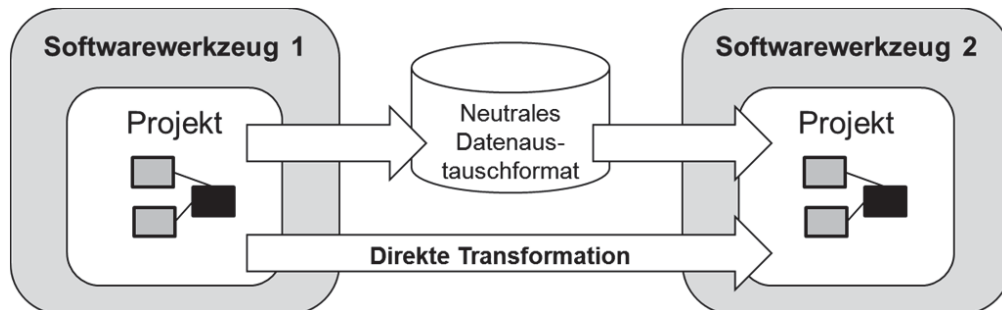 Softwarewerkzeug 1
Projekt
Neutrales
Datenaus-
tauschformat
Softwarewerkzeug 2
Projekt
Direkte Transformation